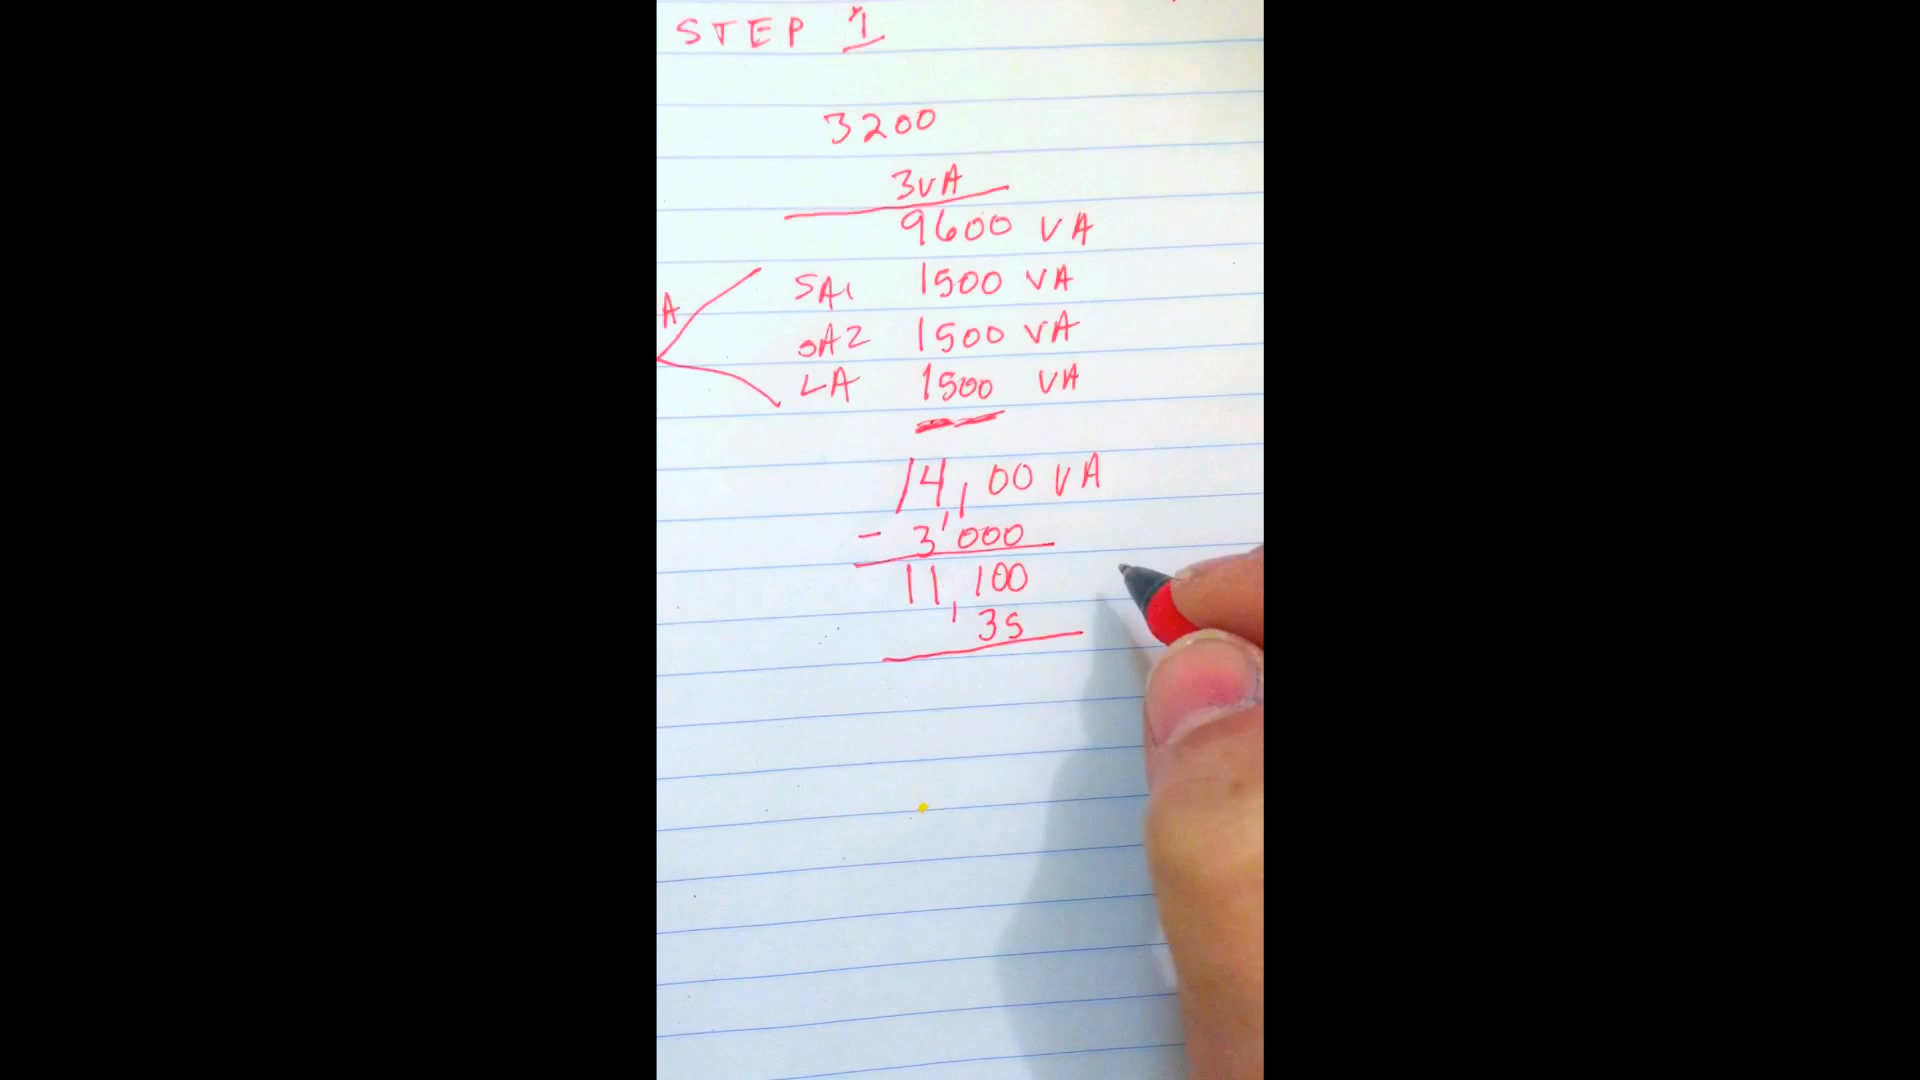 STEP 1
3200
3VA
9600 VA
A
SA1 1500 VA
SA2 1500 VA
LA 1500 VA
14,100 VA
- 3,000
11,100
,35